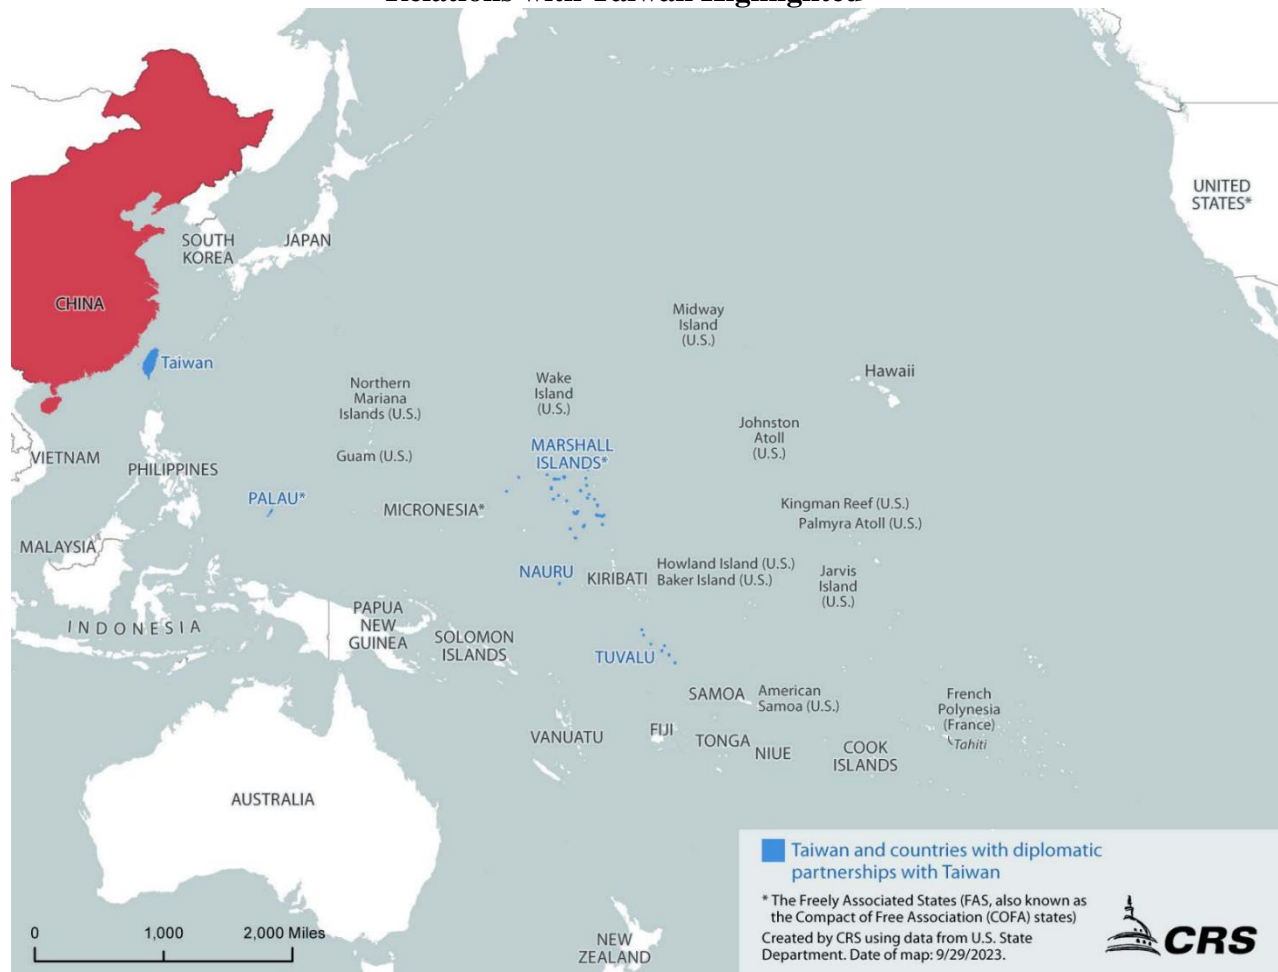 Relations with Taiwan Highlighted
UNITED
STATES*
SOUTH
KOREA
JAPAN
CHINA
Midway
Island
(U.S.)
Taiwan
Hawaii
Northern
Mariana
Islands (U.S.)
Wake
Island
(U.S.)
Johnston
Atoll
(U.S.)
MARSHALL
ISLANDS*
VIETNAM
PHILIPPINES
Guam (U.S.)
PALAU*
MICRONESIA*
Kingman Reef (U.S.)
Palmyra Atoll (U.S.)
MALAYSIA
NAURU
KIRIBATI
Howland Island (U.S.)
Baker Island (U.S.)
Jarvis
Island
(U.S.)
INDONESIA
PAPUA
NEW
GUINEA
SOLOMON
ISLANDS
TUVALU
SAMOA
American
Samoa (U.S.)
French
Polynesia
(France)
Tahiti
VANUATU
FIJI
TONGA
NIUE
COOK
ISLANDS
AUSTRALIA
NEW
ZEALAND
0 1,000 2,000 Miles
Taiwan and countries with diplomatic
partnerships with Taiwan
* The Freely Associated States (FAS, also known as
the Compact of Free Association (COFA) states)
Created by CRS using data from U.S. State
Department. Date of map: 9/29/2023.
CRS